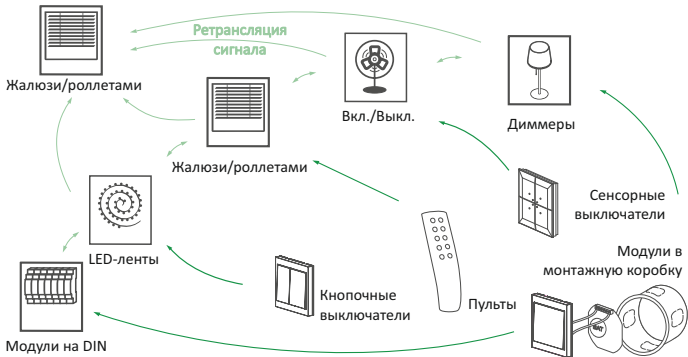 Ретрансляция
сигнала
Жалюзи/роллетами
Вкл./Выкл.
Диммеры
Жалюзи/роллетами
Сенсорные
выключатели
LED-ленты
Модули в
монтажную коробку
Кнопочные
выключатели
Пульты
BAT
Модули на DIN